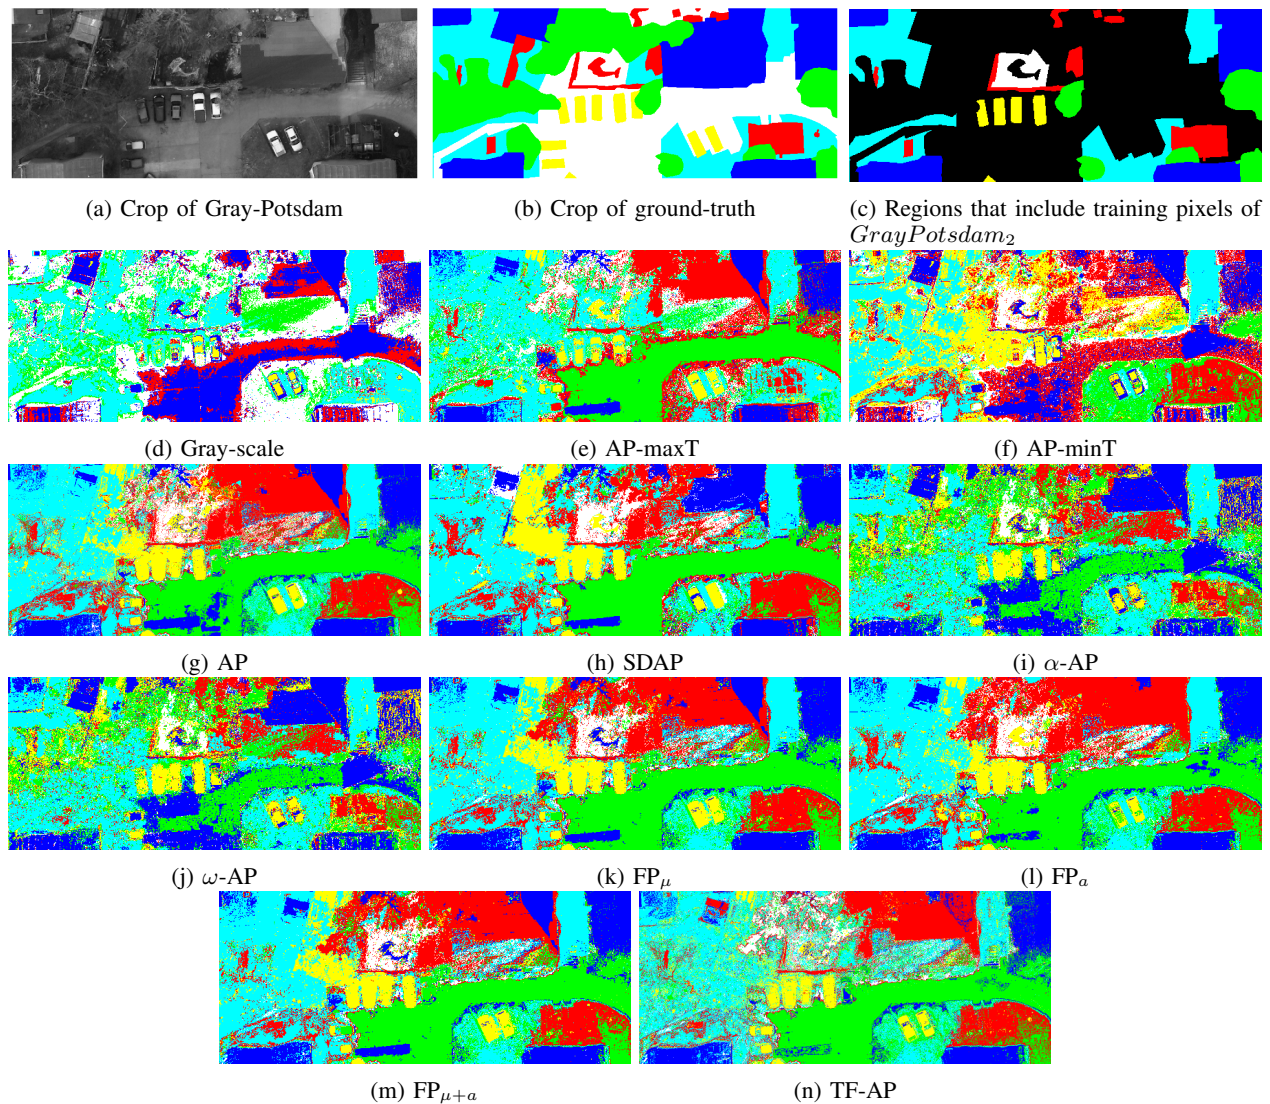 (a) Crop of Gray-Potsdam
(b) Crop of ground-truth
(c) Regions that include training pixels of
GrayPotsdam₂
(d) Gray-scale
(e) AP-maxT
(f) AP-minT
(g) AP
(h) SDAP
(i) α-AP
(j) ω-AP
(k) FPμ
(l) FPa
(m) FPμ+a
(n) TF-AP